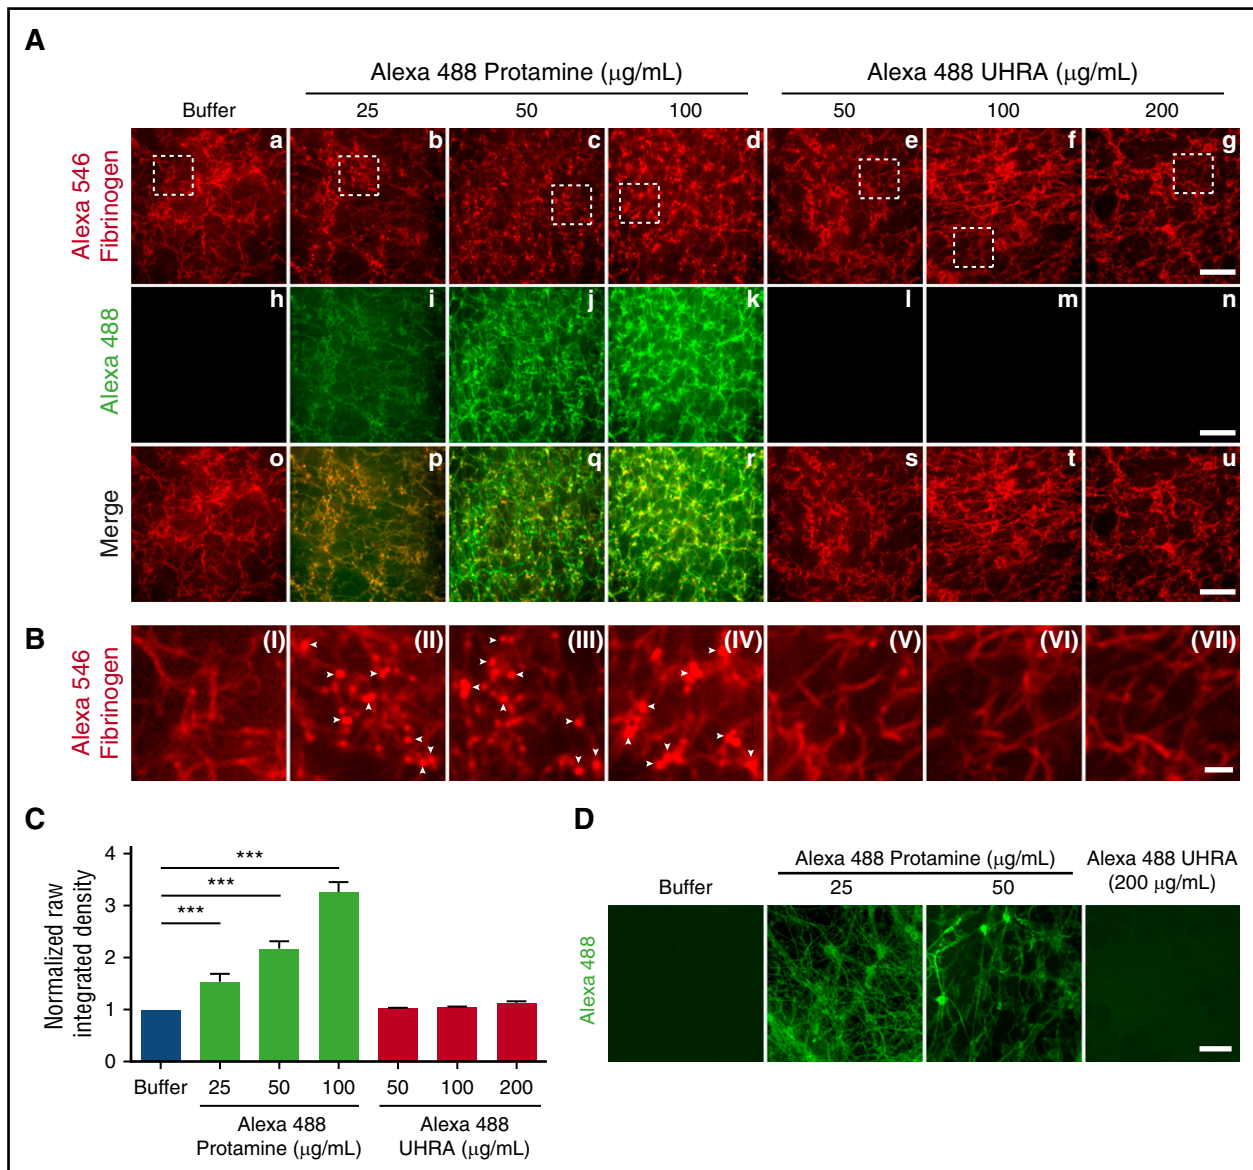 A
Alexa 488 Protamine (μg/mL)
Alexa 488 UHRA (μg/mL)
Buffer
25
50
100
50
100
200
Alexa 546
Fibrinogen
a
b
c
d
e
f
g
Alexa 488
h
i
j
k
l
m
n
Merge
o
p
q
r
s
t
u
B
Alexa 546
Fibrinogen
(I)
(II)
(III)
(IV)
(V)
(VI)
(VII)
C
Normalized raw
integrated density
4
3
2
1
0
***
***
***
Buffer
25
50
100
50
100
200
Alexa 488
Protamine (μg/mL)
Alexa 488
UHRA (μg/mL)
D
Buffer
Alexa 488 Protamine (μg/mL)
25
50
Alexa 488 UHRA
(200 μg/mL)
Alexa 488